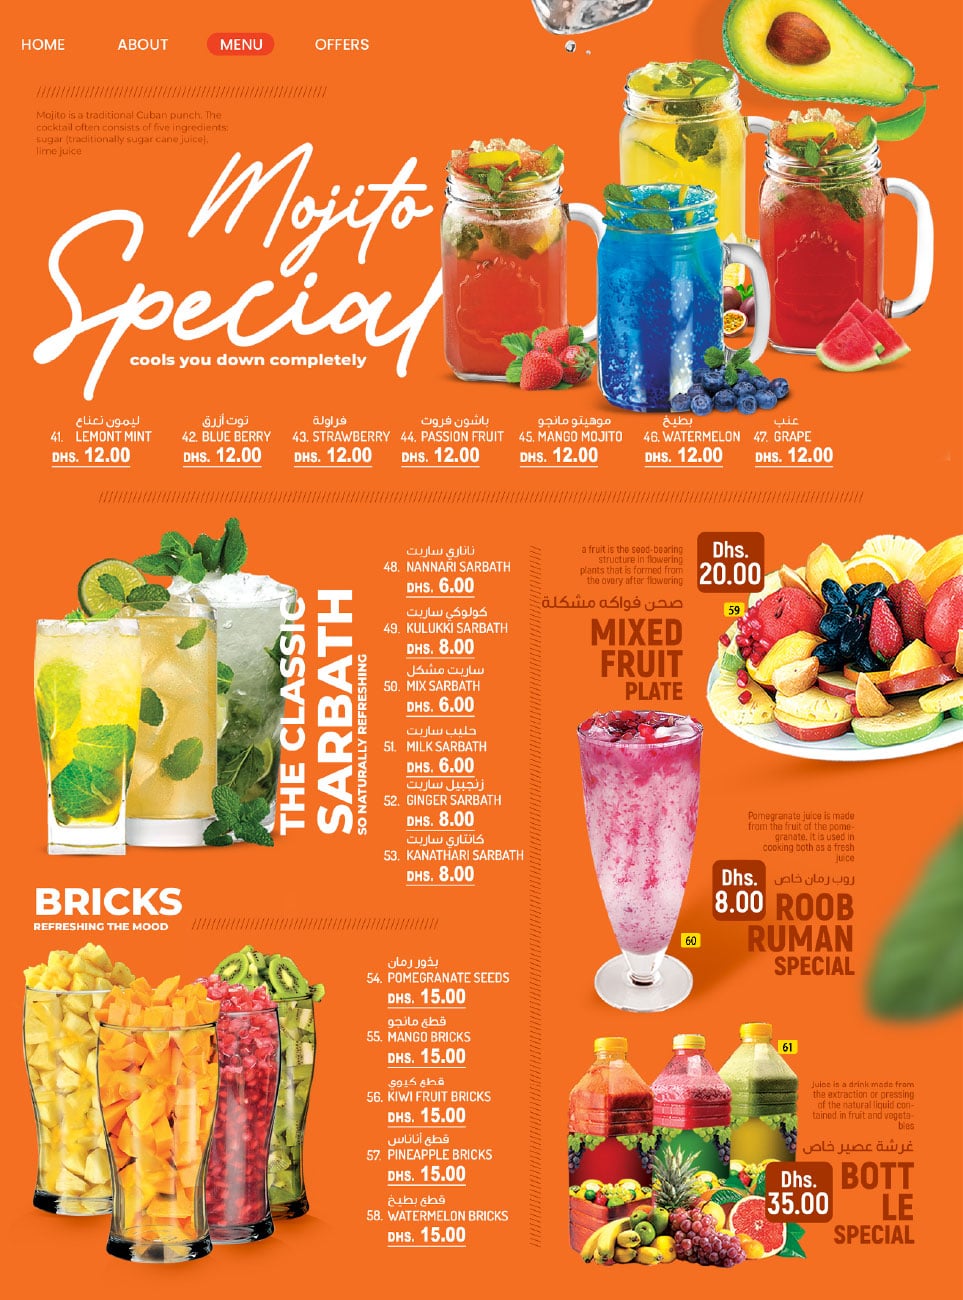 HOME ABOUT MENU OFFERS
Mojito is a traditional Cuban punch. The
cocktail often consists of five ingredients:
sugar (traditionally sugar cane juice),
lime juice
Mojito
Special
cools you down completely
ليمون نعناع
41. LEMONT MINT
DHS. 12.00
توت أزرق
42. BLUE BERRY
DHS. 12.00
فراولة
43. STRAWBERRY
DHS. 12.00
باشون فروت
44. PASSION FRUIT
DHS. 12.00
موهيتو مانجو
45. MANGO MOJITO
DHS. 12.00
بطيخ
46. WATERMELON
DHS. 12.00
عنب
47. GRAPE
DHS. 12.00
THE CLASSIC
SARBATH
SO NATURALLY REFRESHING
ناناري ساربت
48. NANNARI SARBATH
DHS. 6.00
كولوكي ساربت
49. KULUKKI SARBATH
DHS. 8.00
ساربت مشكل
50. MIX SARBATH
DHS. 6.00
حليب ساربت
51. MILK SARBATH
DHS. 6.00
زنجبيل ساربت
52. GINGER SARBATH
DHS. 8.00
كانتاري ساربت
53. KANATHARI SARBATH
DHS. 8.00
a fruit is the seed-bearing
structure in flowering
plants that is formed from
the ovary after flowering
Dhs.
20.00
59
صحن فواكه مشكلة
MIXED
FRUIT
PLATE
Pomegranate juice is made
from the fruit of the pome-
granate. It is used in
cooking both as a fresh
juice
Dhs.
8.00
روب رمان خاص
ROOB
RUMAN
SPECIAL
60
BRICKS
REFRESHING THE MOOD
بذور رمان
54. POMEGRANATE SEEDS
DHS. 15.00
قطع مانجو
55. MANGO BRICKS
DHS. 15.00
قطع كيوي
56. KIWI FRUIT BRICKS
DHS. 15.00
قطع أناناس
57. PINEAPPLE BRICKS
DHS. 15.00
قطع بطيخ
58. WATERMELON BRICKS
DHS. 15.00
61
Juice is a drink made from
the extraction or pressing
of the natural liquid con-
tained in fruit and vegeta-
bles
غرشة عصير خاص
Dhs.
35.00
BOTT
LE
SPECIAL